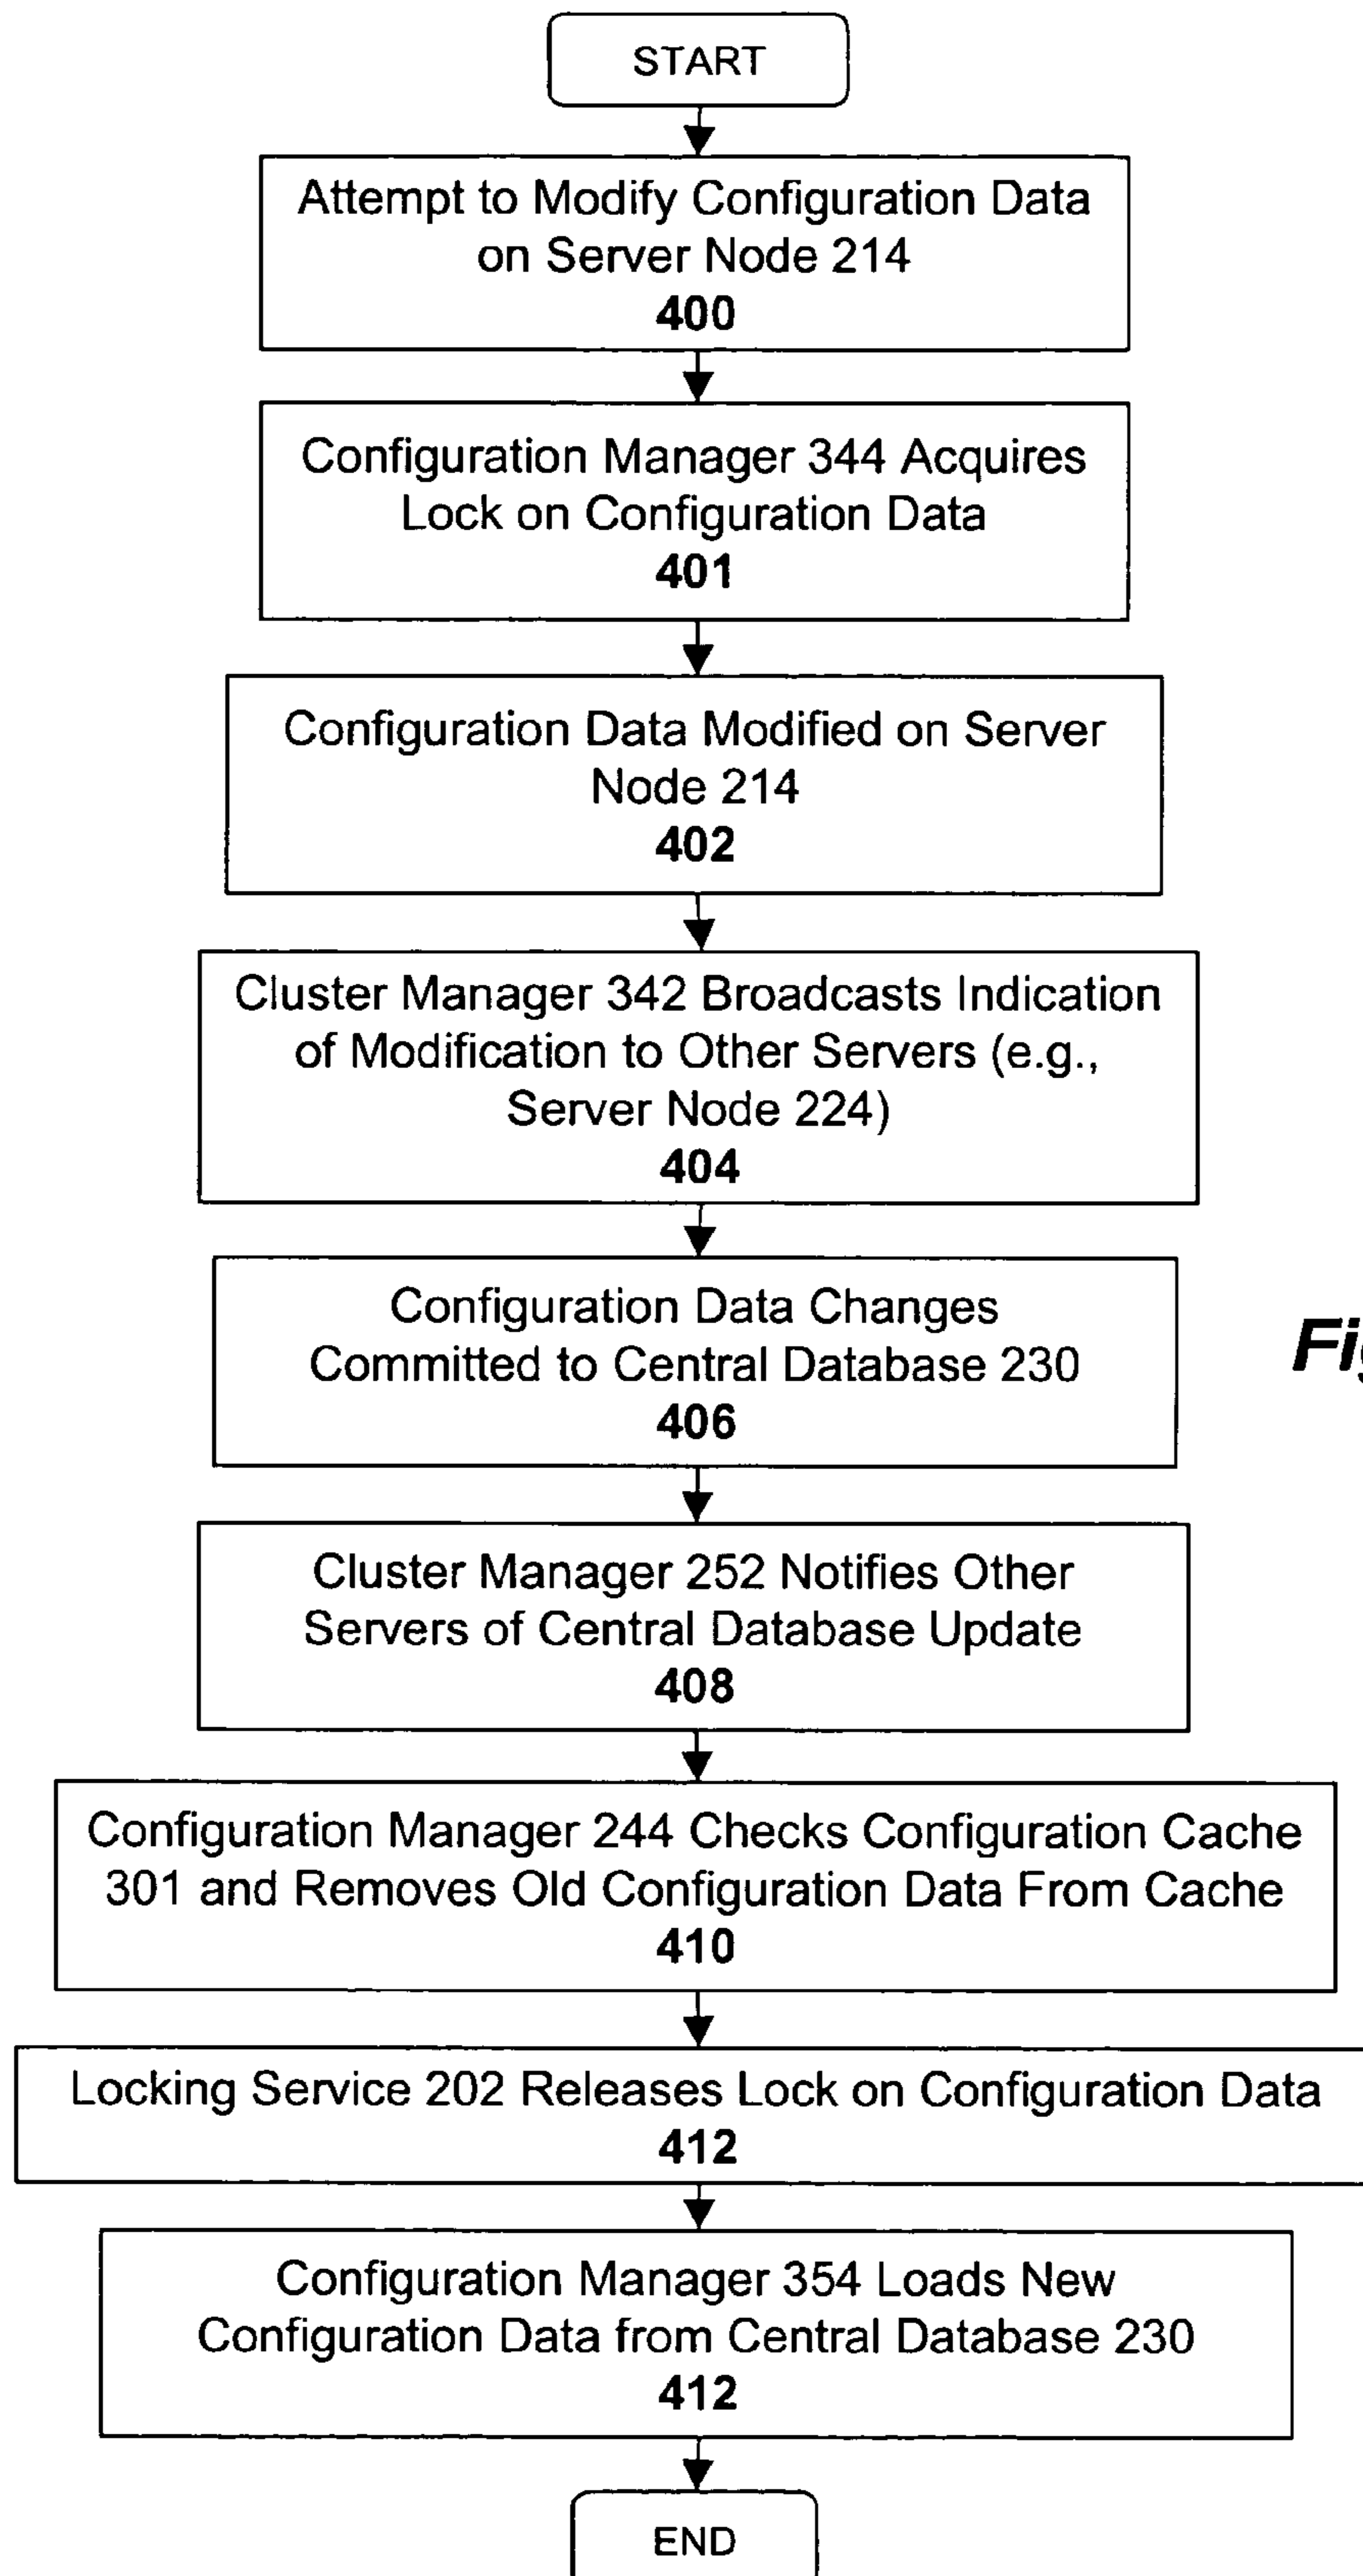 START
Attempt to Modify Configuration Data
on Server Node 214
400
Configuration Manager 344 Acquires
Lock on Configuration Data
401
Configuration Data Modified on Server
Node 214
402
Cluster Manager 342 Broadcasts Indication
of Modification to Other Servers (e.g.,
Server Node 224)
404
Configuration Data Changes
Committed to Central Database 230
406
Cluster Manager 252 Notifies Other
Servers of Central Database Update
408
Configuration Manager 244 Checks Configuration Cache
301 and Removes Old Configuration Data From Cache
410
Locking Service 202 Releases Lock on Configuration Data
412
Configuration Manager 354 Loads New
Configuration Data from Central Database 230
412
END